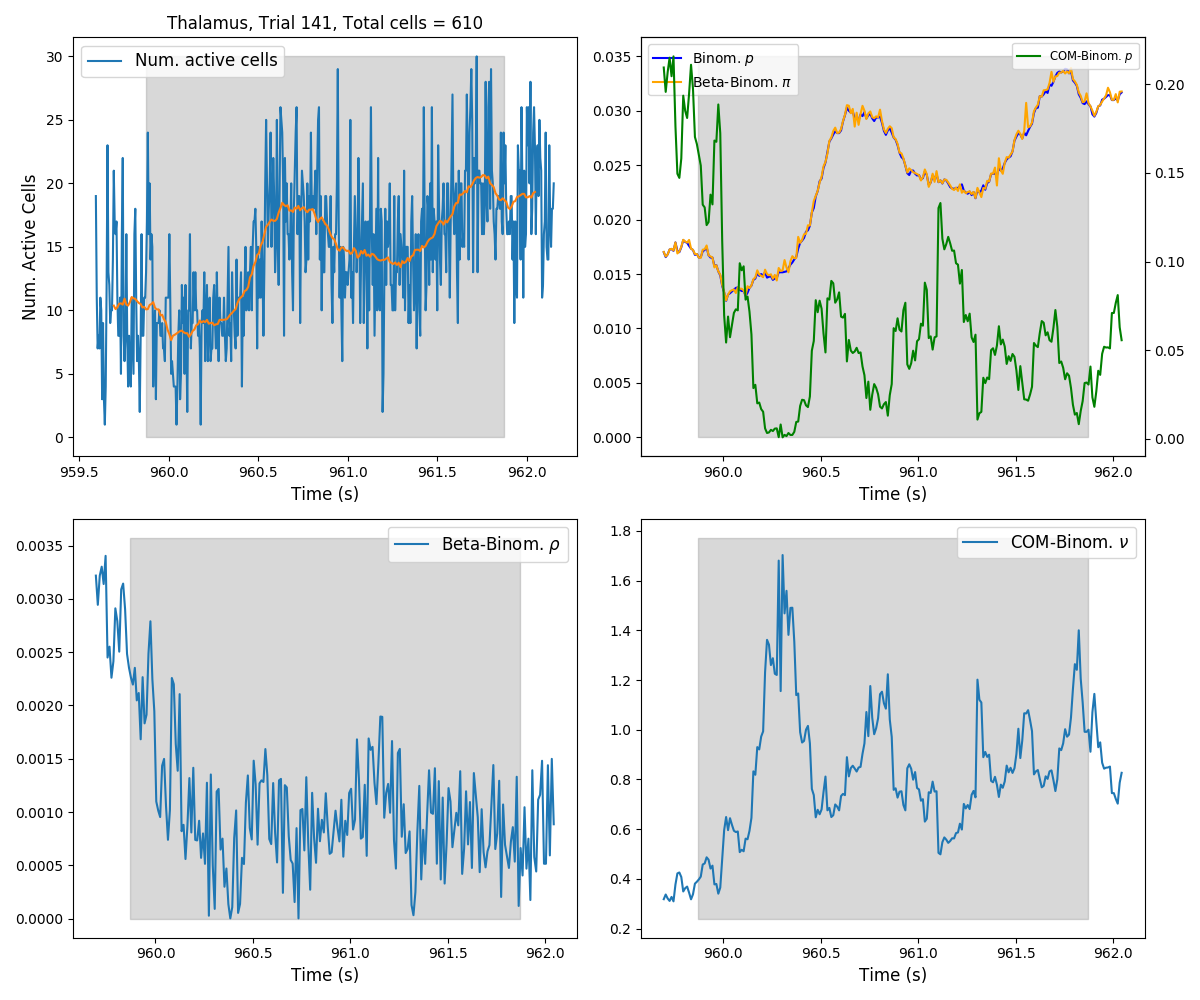 Thalamus, Trial 141, Total cells = 610
Num. active cells
Num. Active Cells
30
25
20
15
10
5
0
959.5 960.0 960.5 961.0 961.5 962.0
Time (s)
Binom. p
Beta-Binom. π
COM-Binom. p
0.035
0.030
0.025
0.020
0.015
0.010
0.005
0.000
0.20
0.15
0.10
0.05
0.00
960.0 960.5 961.0 961.5 962.0
Time (s)
Beta-Binom. ρ
0.0035
0.0030
0.0025
0.0020
0.0015
0.0010
0.0005
0.0000
960.0 960.5 961.0 961.5 962.0
Time (s)
COM-Binom. ν
1.8
1.6
1.4
1.2
1.0
0.8
0.6
0.4
0.2
960.0 960.5 961.0 961.5 962.0
Time (s)